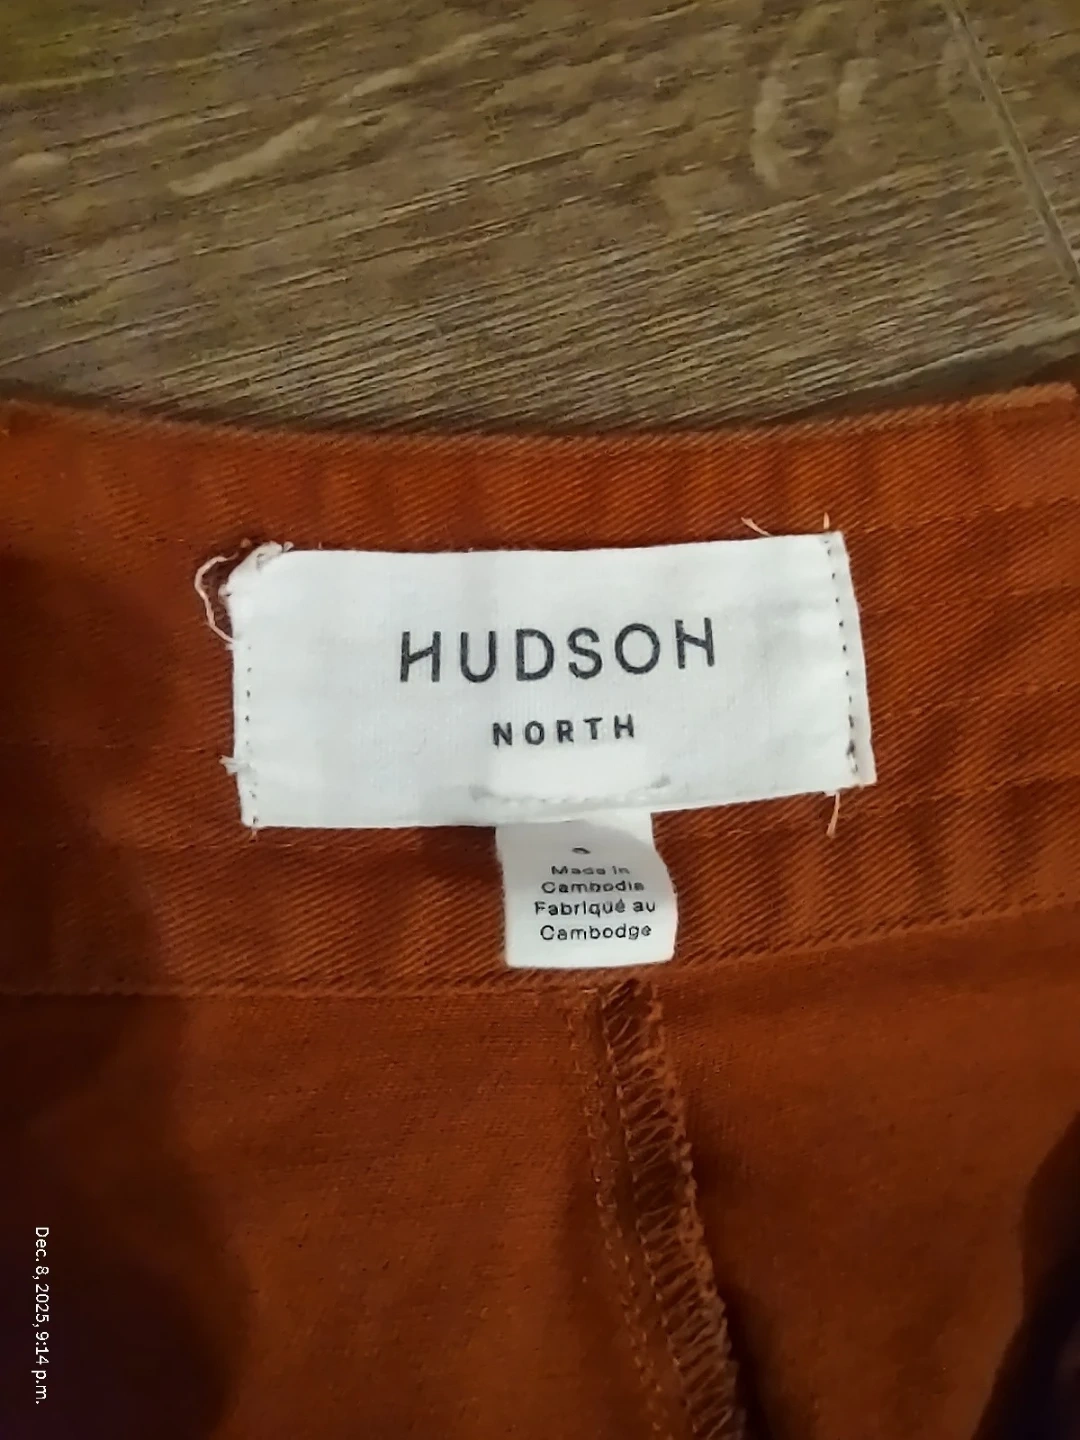 HUDSON
NORTH
Made in
Cambodia
Fabriqué au
Cambodge
Dec. 8, 2025, 9:14 p.m.